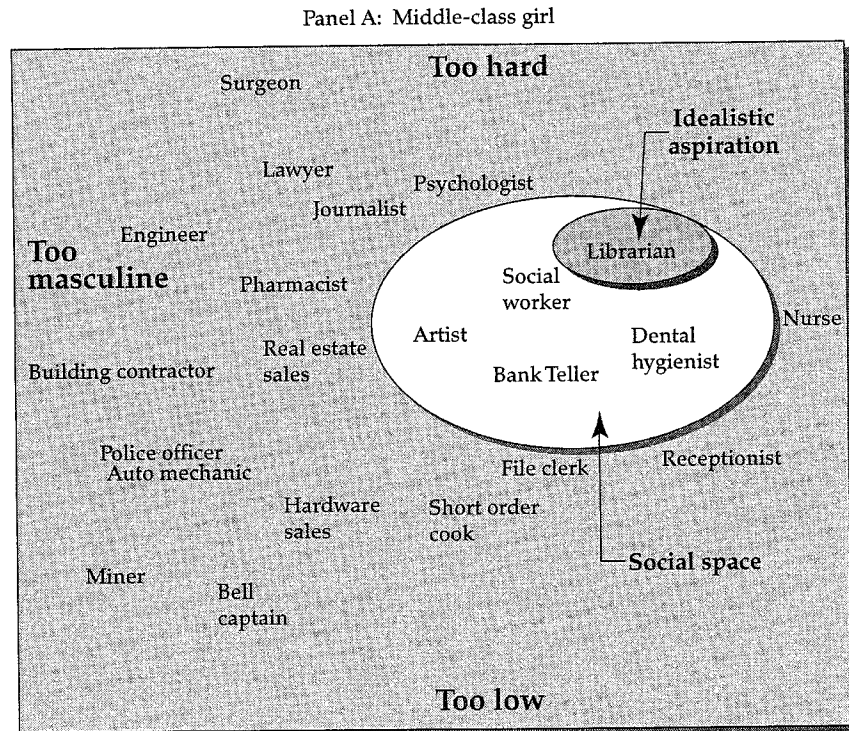 Panel A: Middle-class girl
Too hard
Surgeon
Idealistic
aspiration
Lawyer
Psychologist
Journalist
Engineer
Too
masculine
Librarian
Pharmacist
Social
worker
Nurse
Artist
Dental
hygienist
Real estate
sales
Building contractor
Bank Teller
Police officer
Auto mechanic
File clerk
Receptionist
Hardware
sales
Short order
cook
Social space
Miner
Bell
captain
Too low